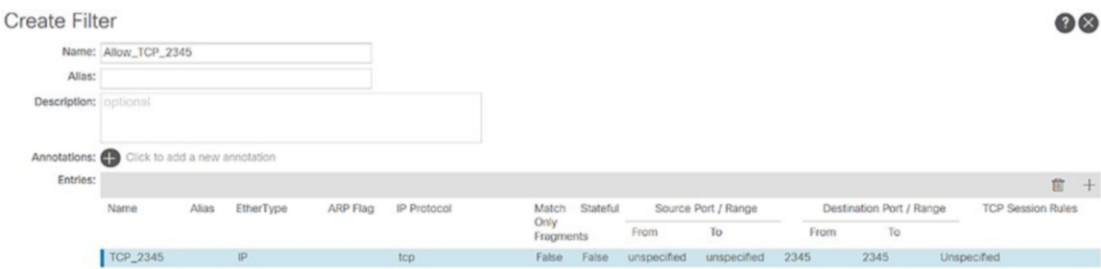 Create Filter
?
Name: Allow_TCP_2345
Alias:
Description: optional
Annotations: Click to add a new annotation
Entries:
Name Alias EtherType ARP Flag IP Protocol Match Only Fragments Stateful Source Port / Range Destination Port / Range TCP Session Rules
From To From To
TCP_2345 IP tcp False False unspecified unspecified 2345 2345 Unspecified